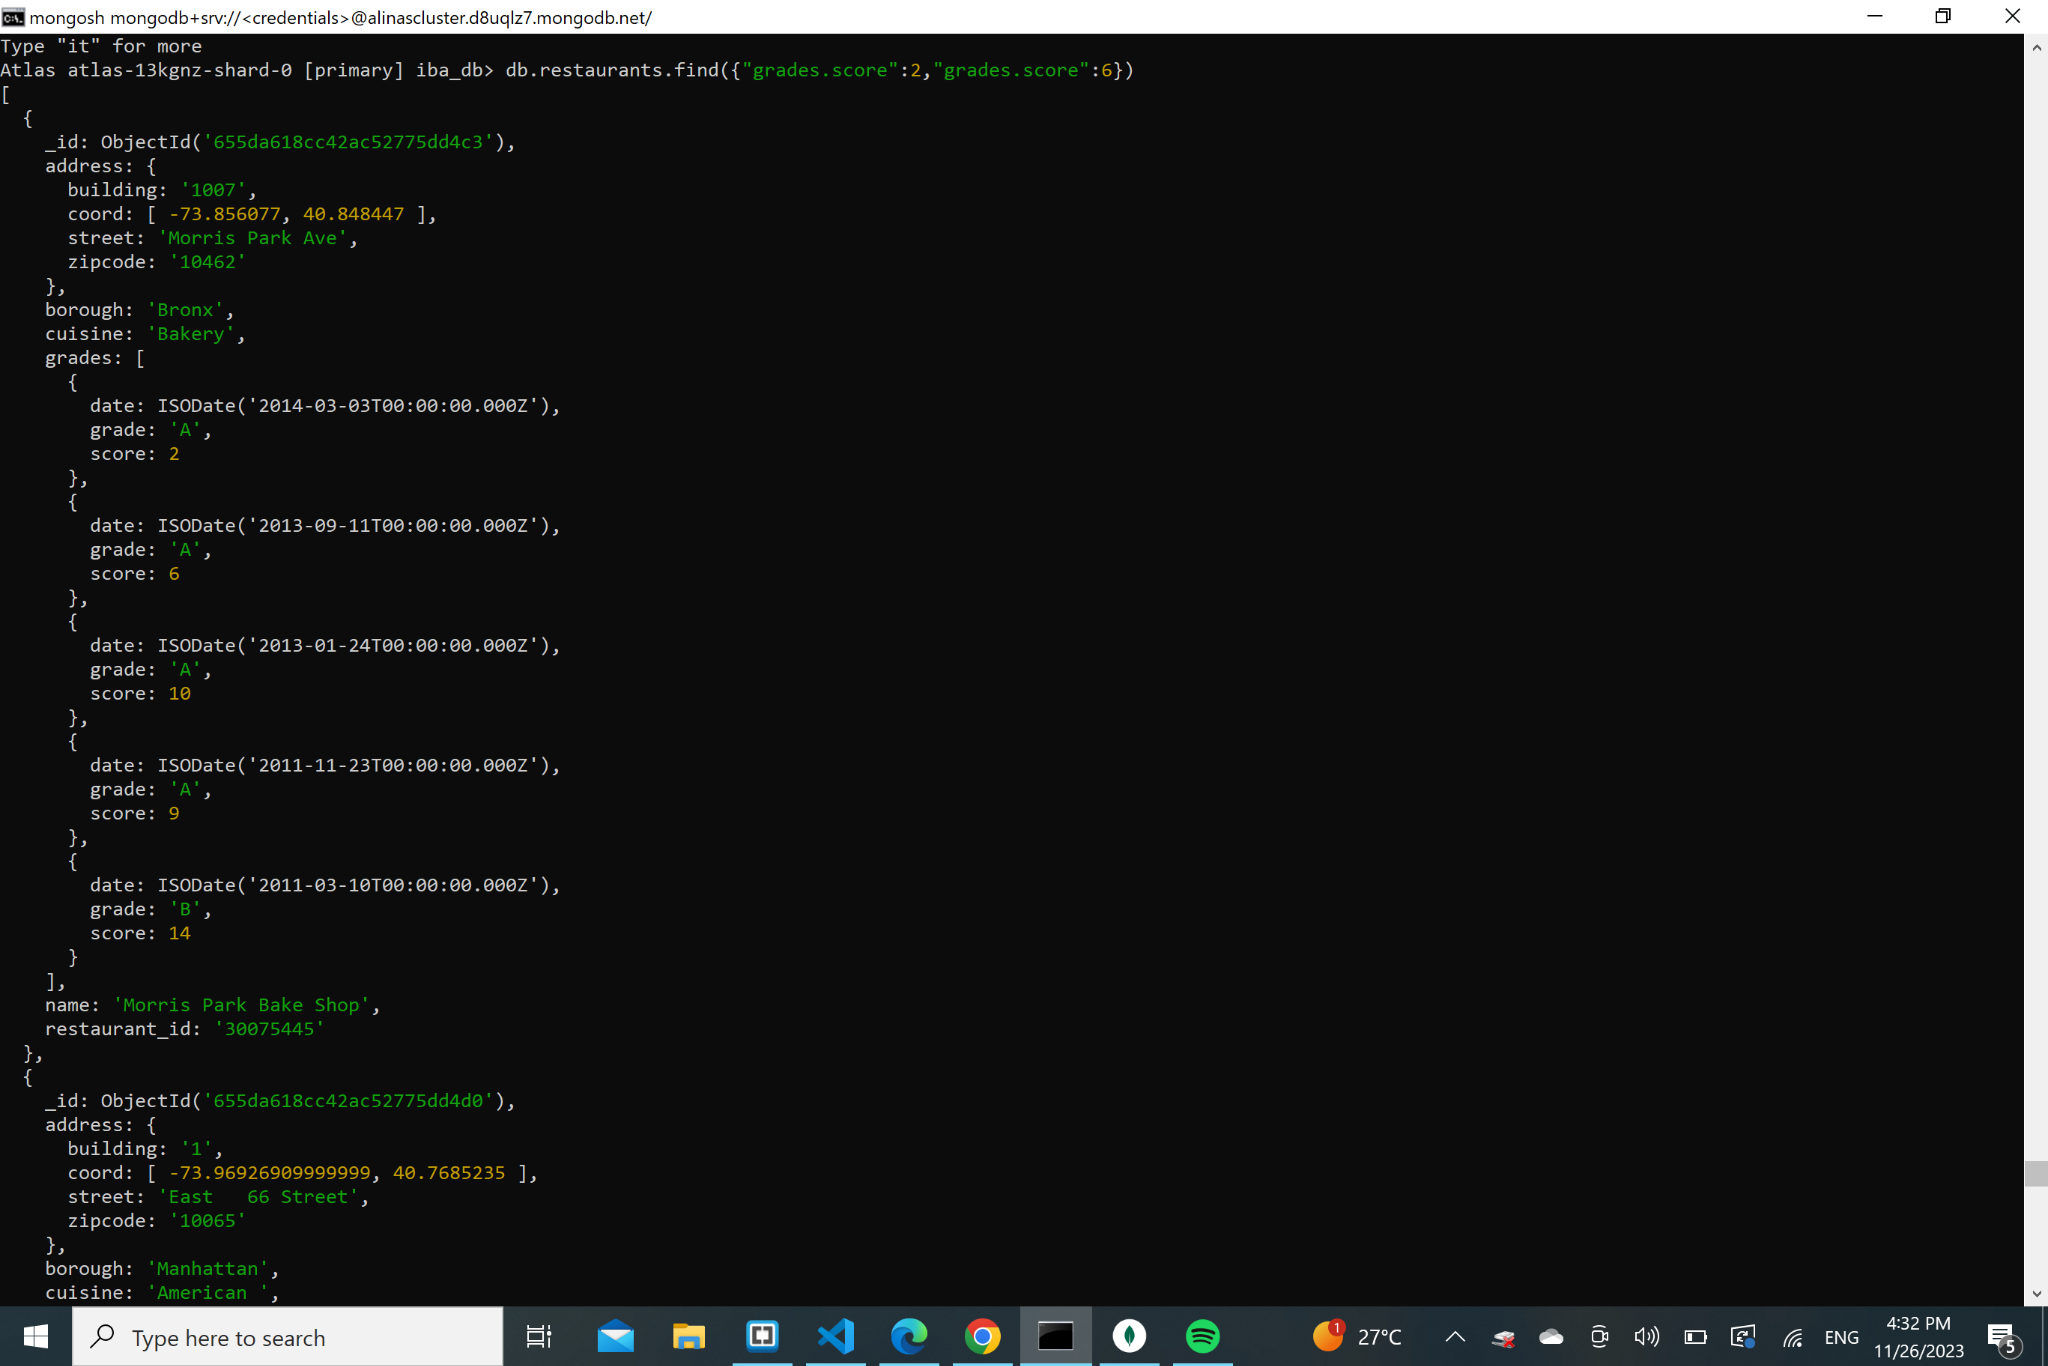 mongosh mongodb+srv://<credentials>@alinascluster.d8uqlz7.mongodb.net/
Type "it" for more
Atlas atlas-13kgnz-shard-0 [primary] iba_db> db.restaurants.find({"grades.score":2,"grades.score":6})
[
  {
    _id: ObjectId('655da618cc42ac52775dd4c3'),
    address: {
      building: '1007',
      coord: [ -73.856077, 40.848447 ],
      street: 'Morris Park Ave',
      zipcode: '10462'
    },
    borough: 'Bronx',
    cuisine: 'Bakery',
    grades: [
      {
        date: ISODate('2014-03-03T00:00:00.000Z'),
        grade: 'A',
        score: 2
      },
      {
        date: ISODate('2013-09-11T00:00:00.000Z'),
        grade: 'A',
        score: 6
      },
      {
        date: ISODate('2013-01-24T00:00:00.000Z'),
        grade: 'A',
        score: 10
      },
      {
        date: ISODate('2011-11-23T00:00:00.000Z'),
        grade: 'A',
        score: 9
      },
      {
        date: ISODate('2011-03-10T00:00:00.000Z'),
        grade: 'B',
        score: 14
      }
    ],
    name: 'Morris Park Bake Shop',
    restaurant_id: '30075445'
  },
  {
    _id: ObjectId('655da618cc42ac52775dd4d0'),
    address: {
      building: '1',
      coord: [ -73.96926909999999, 40.7685235 ],
      street: 'East   66 Street',
      zipcode: '10065'
    },
    borough: 'Manhattan',
    cuisine: 'American ',
Type here to search
1
27°C
ENG
4:32 PM
11/26/2023
5